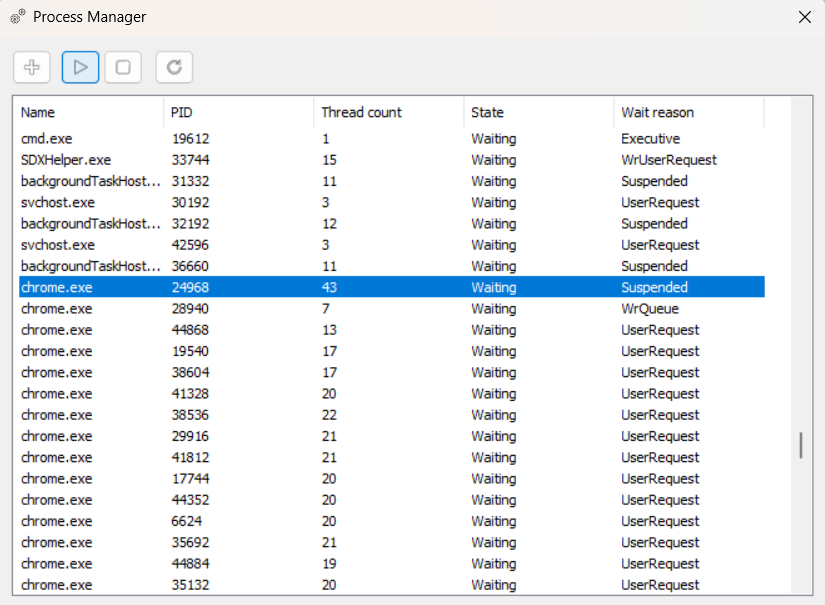 Process Manager
Name PID Thread count State Wait reason
cmd.exe 19612 1 Waiting Executive
SDXHelper.exe 33744 15 Waiting WrUserRequest
backgroundTaskHost... 31332 11 Waiting Suspended
svchost.exe 30192 3 Waiting UserRequest
backgroundTaskHost... 32192 12 Waiting Suspended
svchost.exe 42596 3 Waiting UserRequest
backgroundTaskHost... 36660 11 Waiting Suspended
chrome.exe 24968 43 Waiting Suspended
chrome.exe 28940 7 Waiting WrQueue
chrome.exe 44868 13 Waiting UserRequest
chrome.exe 19540 17 Waiting UserRequest
chrome.exe 38604 17 Waiting UserRequest
chrome.exe 41328 20 Waiting UserRequest
chrome.exe 38536 22 Waiting UserRequest
chrome.exe 29916 21 Waiting UserRequest
chrome.exe 41812 21 Waiting UserRequest
chrome.exe 17744 20 Waiting UserRequest
chrome.exe 44352 20 Waiting UserRequest
chrome.exe 6624 20 Waiting UserRequest
chrome.exe 35692 21 Waiting UserRequest
chrome.exe 44884 19 Waiting UserRequest
chrome.exe 35132 20 Waiting UserRequest